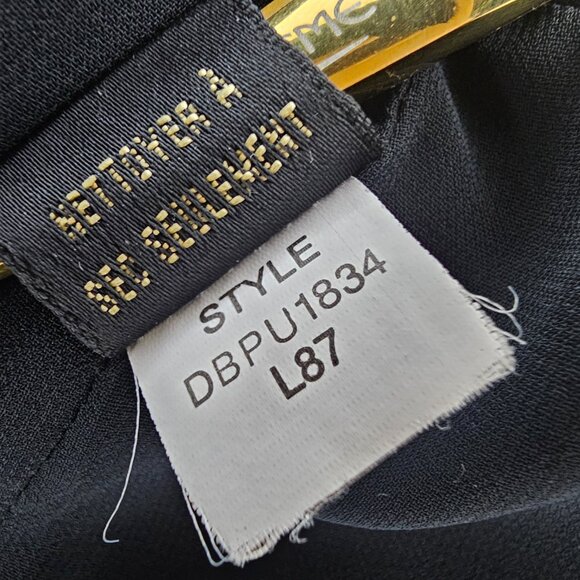 NETTOYER À
SEC SEULEMENT
STYLE
DBPU1834
L87